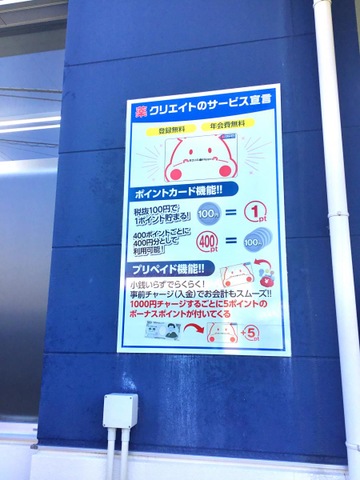 薬 クリエイトのサービス宣言
登録無料 年会費無料
ポイントカード機能!!
税抜100円で
1ポイント貯まる!
100円 = 1pt
400ポイントごとに
400円分として
利用可能!
400pt =
プリペイド機能!!
小銭いらずでらくらく!
事前チャージ(入金)でお会計もスムーズ!!
1000円チャージするごとに5ポイントの
ボーナスポイントが付いてくる
+5pt